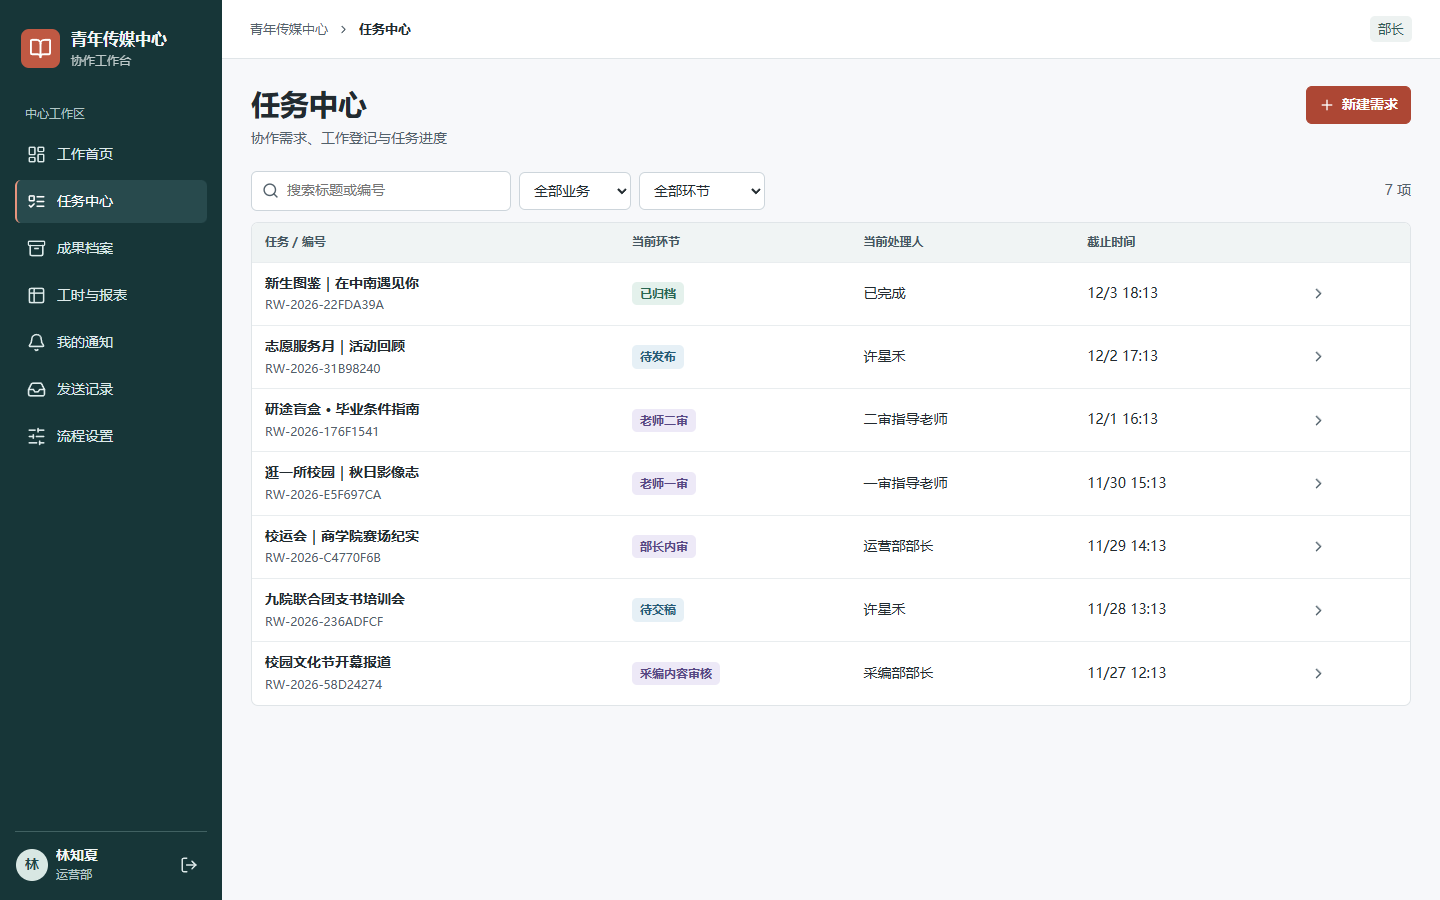 青年传媒中心
协作工作台
中心工作区
工作首页
任务中心
成果档案
工时与报表
我的通知
发送记录
流程设置
林
林知夏
运营部
青年传媒中心 > 任务中心
部长
任务中心
协作需求、工作登记与任务进度
+ 新建需求
搜索标题或编号
全部业务
全部环节
7 项
任务 / 编号 当前环节 当前处理人 截止时间
新生图鉴｜在中南遇见你
RW-2026-22FDA39A
已归档
已完成
12/3 18:13
志愿服务月｜活动回顾
RW-2026-31B98240
待发布
许星禾
12/2 17:13
研途盲盒 • 毕业条件指南
RW-2026-176F1541
老师二审
二审指导老师
12/1 16:13
逛一所校园｜秋日影像志
RW-2026-E5F697CA
老师一审
一审指导老师
11/30 15:13
校运会｜商学院赛场纪实
RW-2026-C4770F6B
部长内审
运营部部长
11/29 14:13
九院联合团支书培训会
RW-2026-236ADFCF
待交稿
许星禾
11/28 13:13
校园文化节开幕报道
RW-2026-58D24274
采编内容审核
采编部部长
11/27 12:13